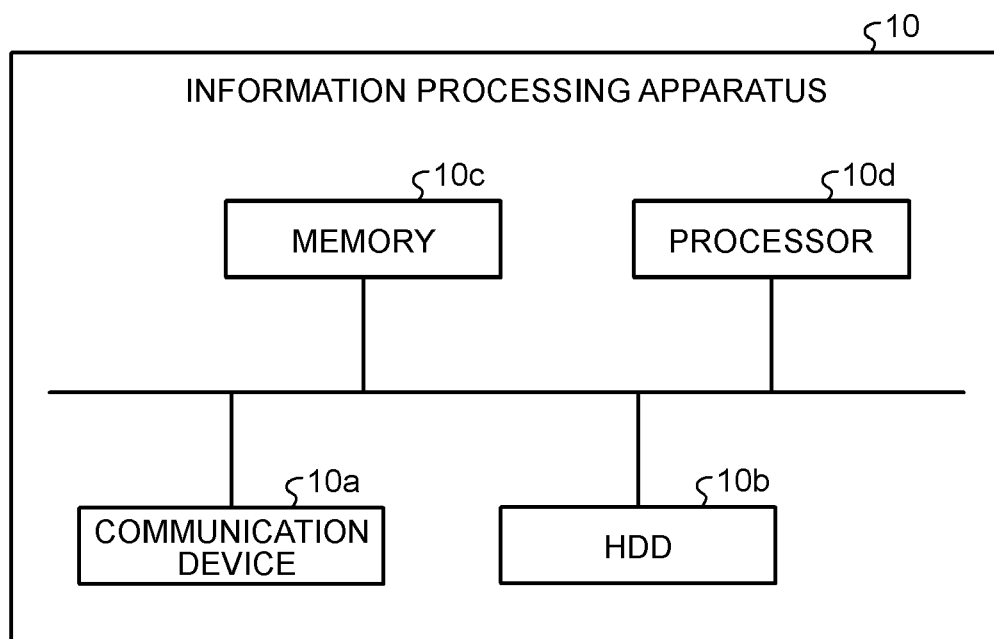 10
INFORMATION PROCESSING APPARATUS
10c
10d
MEMORY
PROCESSOR
10a
10b
COMMUNICATION
DEVICE
HDD